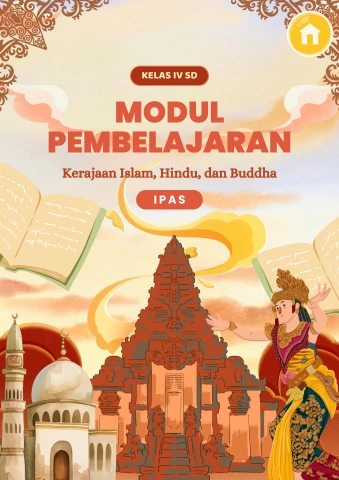 KELAS IV SD
MODUL
PEMBELAJARAN
Kerajaan Islam, Hindu, dan Buddha
IPAS